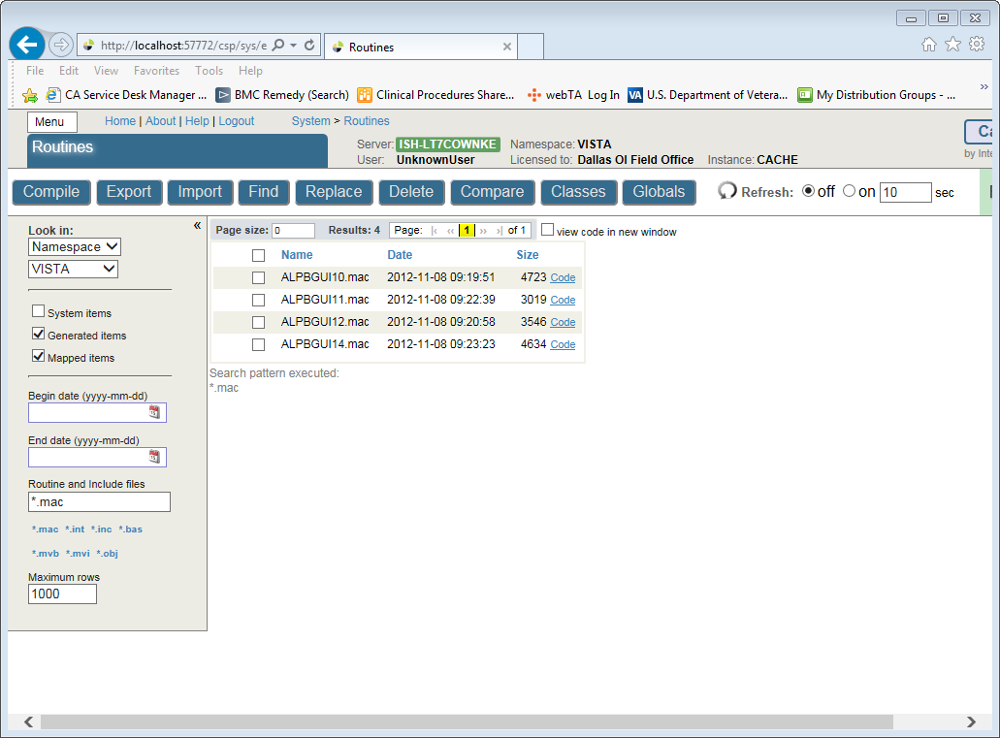 http://localhost:57772/csp/sys/e
Routines
File Edit View Favorites Tools Help
CA Service Desk Manager ... BMC Remedy (Search) Clinical Procedures Share... webTA Log In VA U.S. Department of Vetera... My Distribution Groups - ... »
Menu Home | About | Help | Logout System > Routines
Routines
Server: ISH-LT7COWNKE Namespace: VISTA
User: UnknownUser Licensed to: Dallas OI Field Office Instance: CACHE
Ca
by Inte
Compile Export Import Find Replace Delete Compare Classes Globals Refresh: off on 10 sec
Look in: «
Namespace
VISTA
System items
Generated items
Mapped items
Begin date (yyyy-mm-dd)
End date (yyyy-mm-dd)
Routine and Include files
*.mac
*.mac *.int *.inc *.bas
*.mvb *.mvi *.obj
Maximum rows
1000
Page size: 0 Results: 4 Page: |‹ ‹‹ 1 ›› ›| of 1 view code in new window
Name Date Size
ALPBGUI10.mac 2012-11-08 09:19:51 4723 Code
ALPBGUI11.mac 2012-11-08 09:22:39 3019 Code
ALPBGUI12.mac 2012-11-08 09:20:58 3546 Code
ALPBGUI14.mac 2012-11-08 09:23:23 4634 Code
Search pattern executed:
*.mac